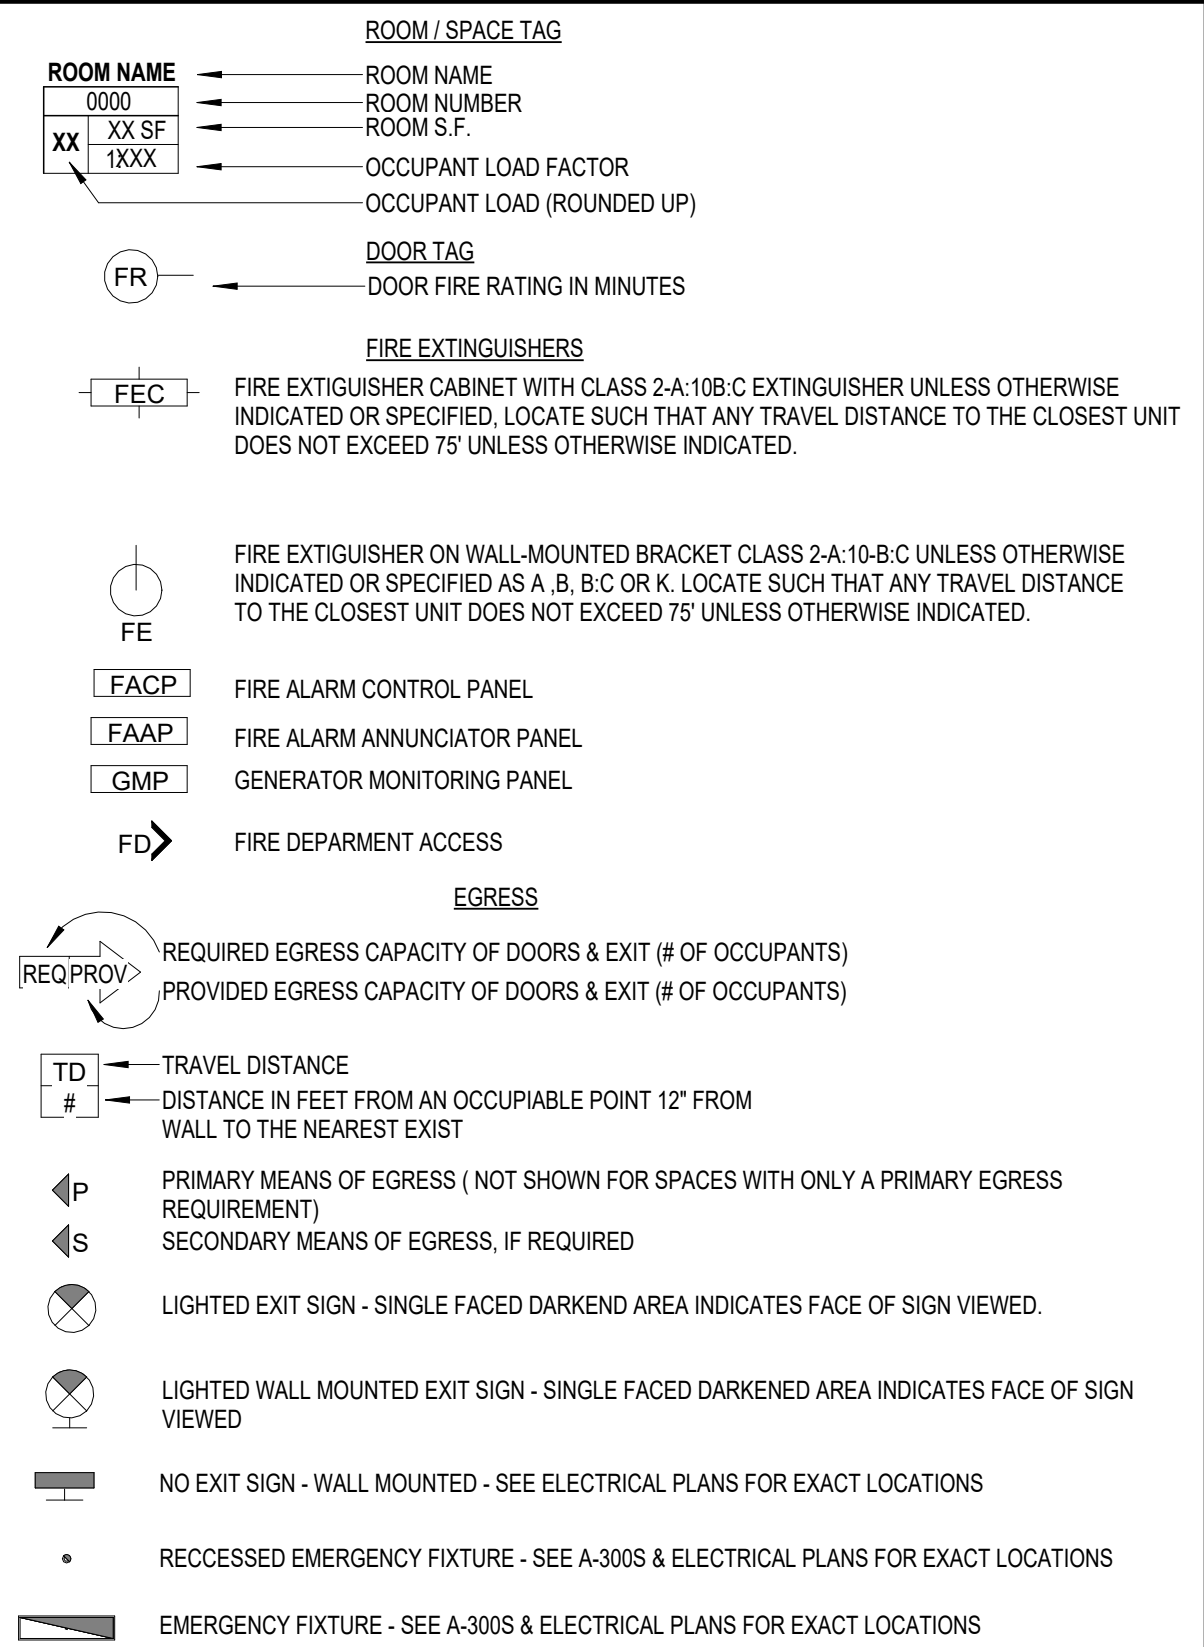 ROOM / SPACE TAG
ROOM NAME ROOM NAME
0000 ROOM NUMBER
XX SF ROOM S.F.
XX
1XXX OCCUPANT LOAD FACTOR
OCCUPANT LOAD (ROUNDED UP)
DOOR TAG
FR DOOR FIRE RATING IN MINUTES
FIRE EXTINGUISHERS
FEC FIRE EXTIGUISHER CABINET WITH CLASS 2-A:10B:C EXTINGUISHER UNLESS OTHERWISE
INDICATED OR SPECIFIED, LOCATE SUCH THAT ANY TRAVEL DISTANCE TO THE CLOSEST UNIT
DOES NOT EXCEED 75' UNLESS OTHERWISE INDICATED.
FIRE EXTIGUISHER ON WALL-MOUNTED BRACKET CLASS 2-A:10-B:C UNLESS OTHERWISE
INDICATED OR SPECIFIED AS A ,B, B:C OR K. LOCATE SUCH THAT ANY TRAVEL DISTANCE
TO THE CLOSEST UNIT DOES NOT EXCEED 75' UNLESS OTHERWISE INDICATED.
FE
FACP FIRE ALARM CONTROL PANEL
FAAP FIRE ALARM ANNUNCIATOR PANEL
GMP GENERATOR MONITORING PANEL
FD FIRE DEPARMENT ACCESS
EGRESS
REQUIRED EGRESS CAPACITY OF DOORS & EXIT (# OF OCCUPANTS)
REQ PROV
PROVIDED EGRESS CAPACITY OF DOORS & EXIT (# OF OCCUPANTS)
TD TRAVEL DISTANCE
# DISTANCE IN FEET FROM AN OCCUPIABLE POINT 12" FROM
WALL TO THE NEAREST EXIST
P PRIMARY MEANS OF EGRESS ( NOT SHOWN FOR SPACES WITH ONLY A PRIMARY EGRESS
REQUIREMENT)
S SECONDARY MEANS OF EGRESS, IF REQUIRED
LIGHTED EXIT SIGN - SINGLE FACED DARKEND AREA INDICATES FACE OF SIGN VIEWED.
LIGHTED WALL MOUNTED EXIT SIGN - SINGLE FACED DARKENED AREA INDICATES FACE OF SIGN
VIEWED
NO EXIT SIGN - WALL MOUNTED - SEE ELECTRICAL PLANS FOR EXACT LOCATIONS
RECCESSED EMERGENCY FIXTURE - SEE A-300S & ELECTRICAL PLANS FOR EXACT LOCATIONS
EMERGENCY FIXTURE - SEE A-300S & ELECTRICAL PLANS FOR EXACT LOCATIONS